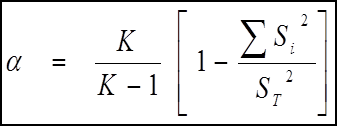 α = K / K − 1 [ 1 − ∑ S_i² / S_T² ]